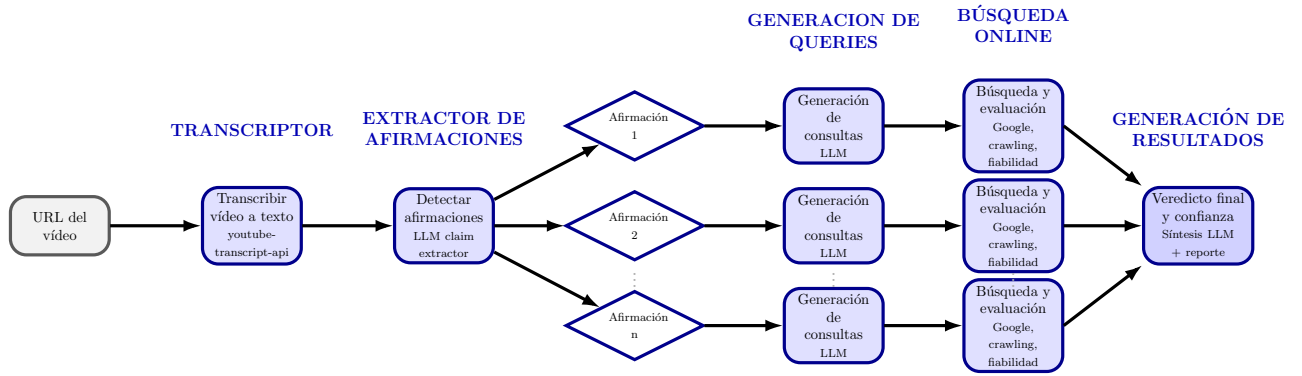 GENERACION DE
QUERIES
BÚSQUEDA
ONLINE
TRANSCRIPTOR
EXTRACTOR DE
AFIRMACIONES
GENERACIÓN DE
RESULTADOS
URL del
vídeo
Transcribir
vídeo a texto
youtube-
transcript-api
Detectar
afirmaciones
LLM claim
extractor
Afirmación
1
Generación
de
consultas
LLM
Búsqueda y
evaluación
Google,
crawling,
fiabilidad
Afirmación
2
Generación
de
consultas
LLM
Búsqueda y
evaluación
Google,
crawling,
fiabilidad
Afirmación
n
Generación
de
consultas
LLM
Búsqueda y
evaluación
Google,
crawling,
fiabilidad
Veredicto final
y confianza
Síntesis LLM
+ reporte